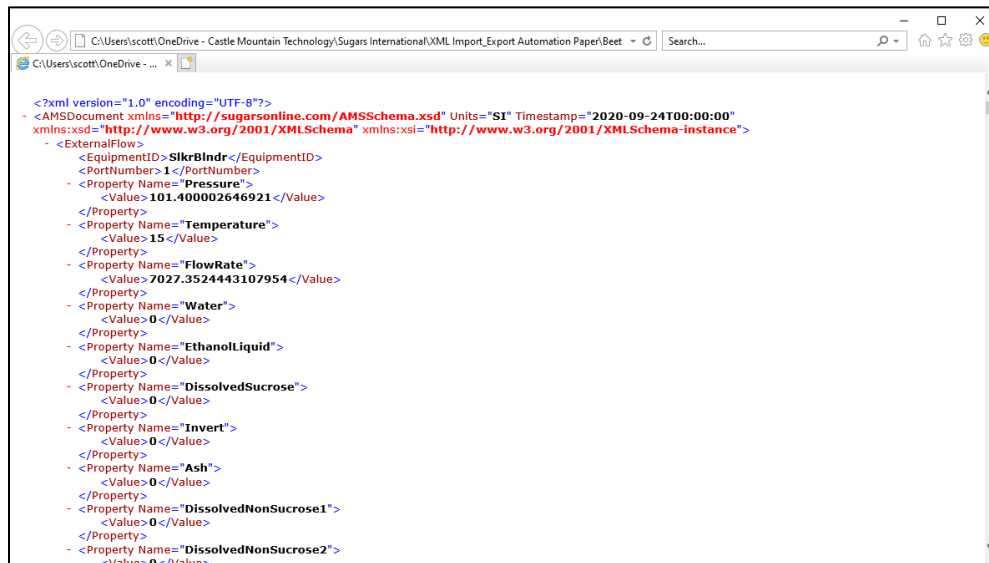 C:\Users\scott\OneDrive - Castle Mountain Technology\Sugars International\XML Import_Export Automation Paper\Beet
Search...
C:\Users\scott\OneDrive - ...
<?xml version="1.0" encoding="UTF-8"?>
- <AMSDocument xmlns="http://sugarsonline.com/AMSSchema.xsd" Units="SI" Timestamp="2020-09-24T00:00:00"
xmlns:xsd="http://www.w3.org/2001/XMLSchema" xmlns:xsi="http://www.w3.org/2001/XMLSchema-instance">
- <ExternalFlow>
<EquipmentID>SlkrBlndr</EquipmentID>
<PortNumber>1</PortNumber>
- <Property Name="Pressure">
<Value>101.400002646921</Value>
</Property>
- <Property Name="Temperature">
<Value>15</Value>
</Property>
- <Property Name="FlowRate">
<Value>7027.3524443107954</Value>
</Property>
- <Property Name="Water">
<Value>0</Value>
</Property>
- <Property Name="EthanolLiquid">
<Value>0</Value>
</Property>
- <Property Name="DissolvedSucrose">
<Value>0</Value>
</Property>
- <Property Name="Invert">
<Value>0</Value>
</Property>
- <Property Name="Ash">
<Value>0</Value>
</Property>
- <Property Name="DissolvedNonSucrose1">
<Value>0</Value>
</Property>
- <Property Name="DissolvedNonSucrose2">
<Value>0</Value>